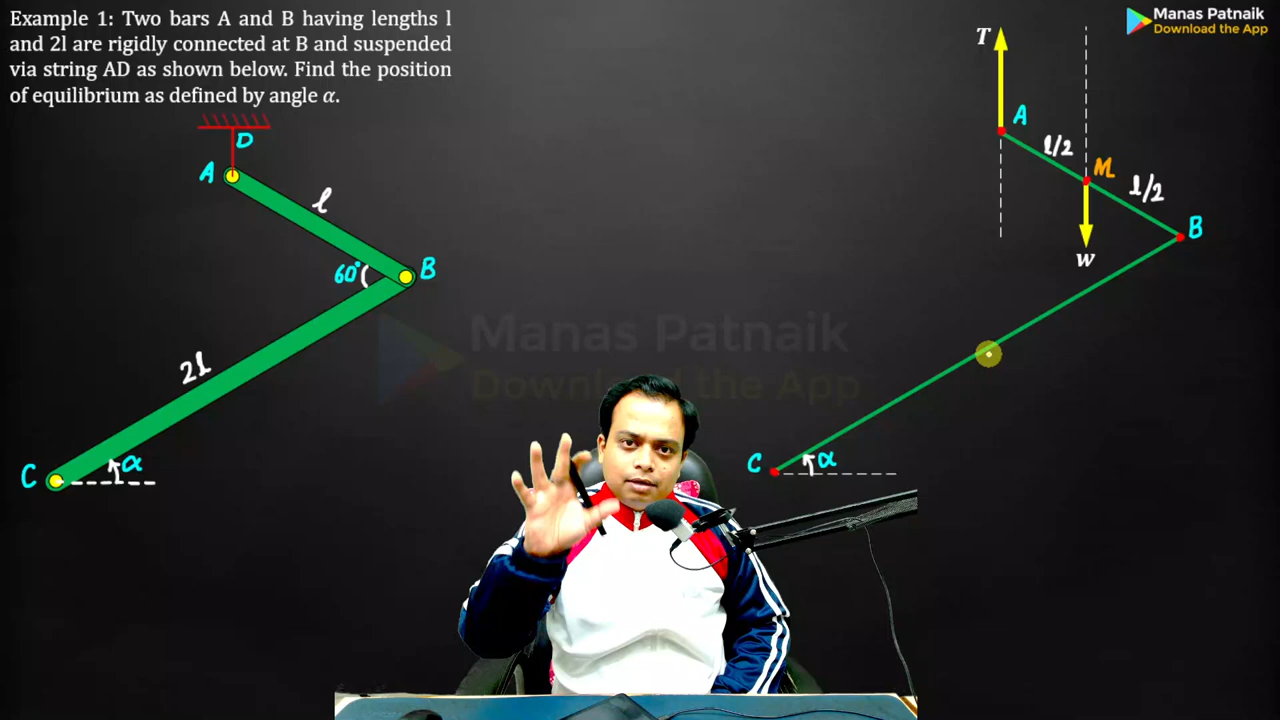 Example 1: Two bars A and B having lengths l
and 2l are rigidly connected at B and suspended
via string AD as shown below. Find the position
of equilibrium as defined by angle α.
Manas Patnaik
Download the App
D
A
l
60°
B
2l
C
α
T
A
l/2
M
l/2
B
w
C
α
Manas Patnaik
Download the App